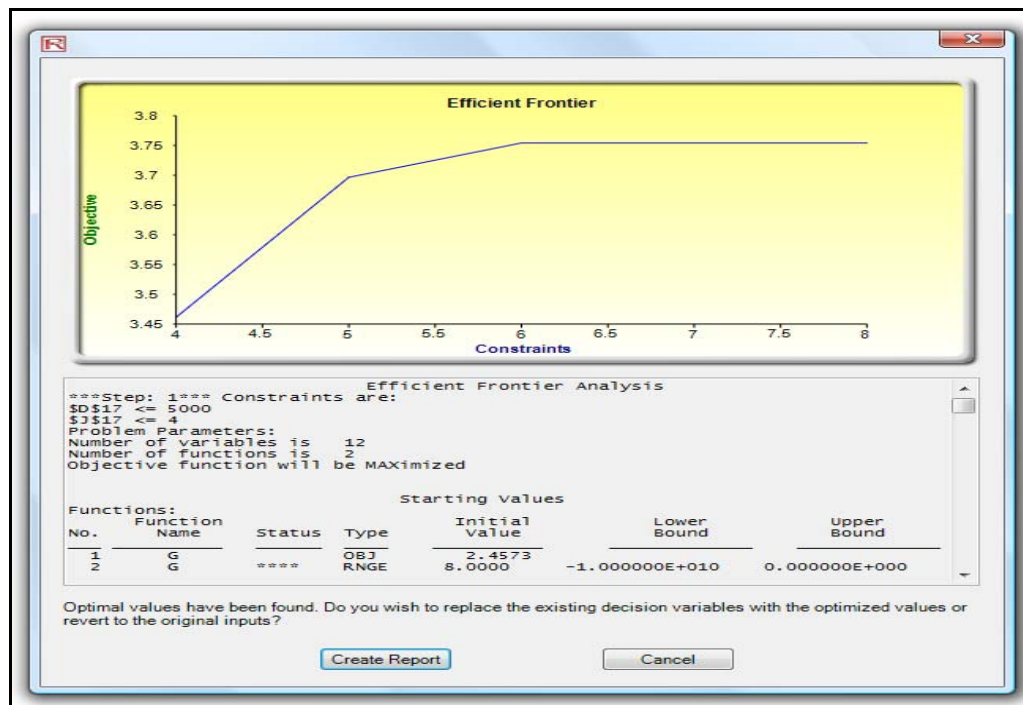 R
x
Efficient Frontier
3.8
3.75
3.7
3.65
3.6
3.55
3.5
3.45
Objective
4 4.5 5 5.5 6 6.5 7 7.5 8
Constraints
Efficient Frontier Analysis
***Step: 1*** Constraints are:
$D$17 <= 5000
$J$17 <= 4
Problem Parameters:
Number of variables is 12
Number of functions is 2
Objective function will be MAXimized
Starting Values
Functions:
Function Initial Lower Upper
No. Name Status Type Value Bound Bound
1 G OBJ 2.4573
2 G **** RNGE 8.0000 -1.000000E+010 0.000000E+000
Optimal values have been found. Do you wish to replace the existing decision variables with the optimized values or
revert to the original inputs?
Create Report Cancel